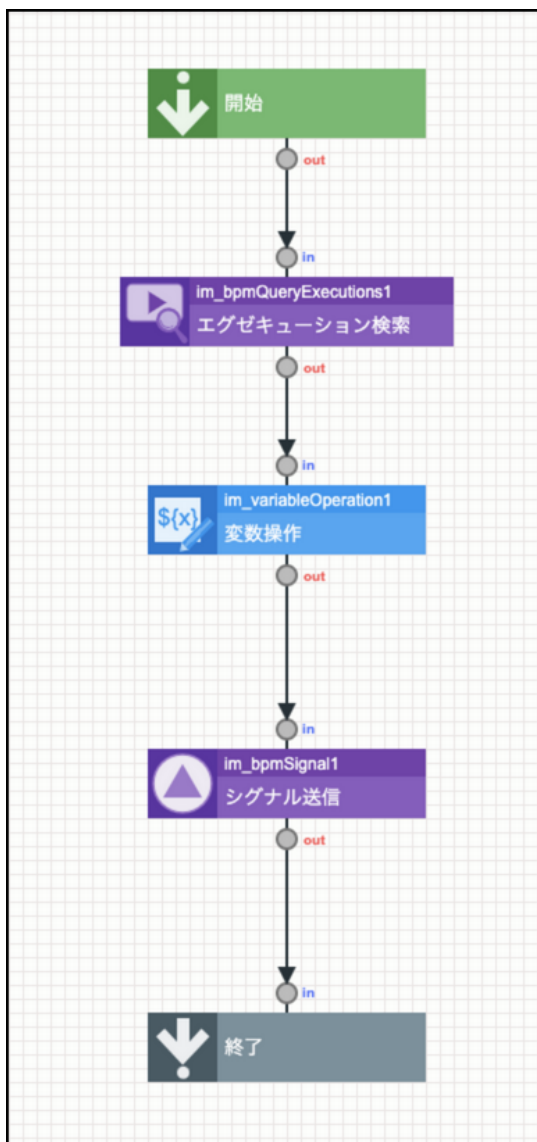 開始
out
in
im_bpmQueryExecutions1
エグゼキューション検索
out
in
im_variableOperation1
${x}
変数操作
out
in
im_bpmSignal1
シグナル送信
out
in
終了